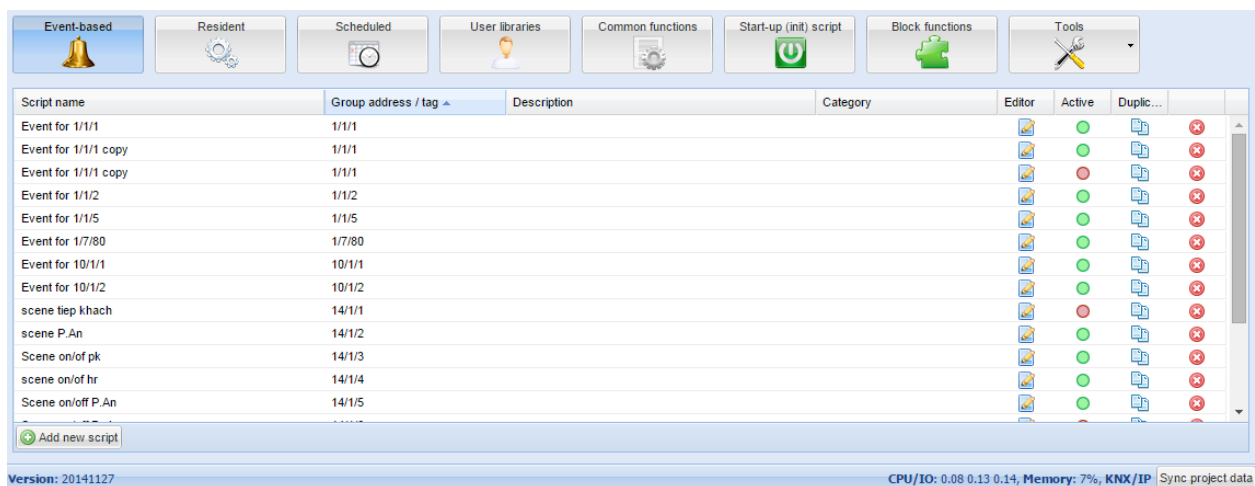 Event-based Resident Scheduled User libraries Common functions Start-up (init) script Block functions Tools
Script name Group address / tag Description Category Editor Active Duplic...
Event for 1/1/1 1/1/1
Event for 1/1/1 copy 1/1/1
Event for 1/1/1 copy 1/1/1
Event for 1/1/2 1/1/2
Event for 1/1/5 1/1/5
Event for 1/7/80 1/7/80
Event for 10/1/1 10/1/1
Event for 10/1/2 10/1/2
scene tiep khach 14/1/1
scene P.An 14/1/2
Scene on/of pk 14/1/3
scene on/of hr 14/1/4
Scene on/off P.An 14/1/5
Add new script
Version: 20141127 CPU/IO: 0.08 0.13 0.14, Memory: 7%, KNX/IP Sync project data